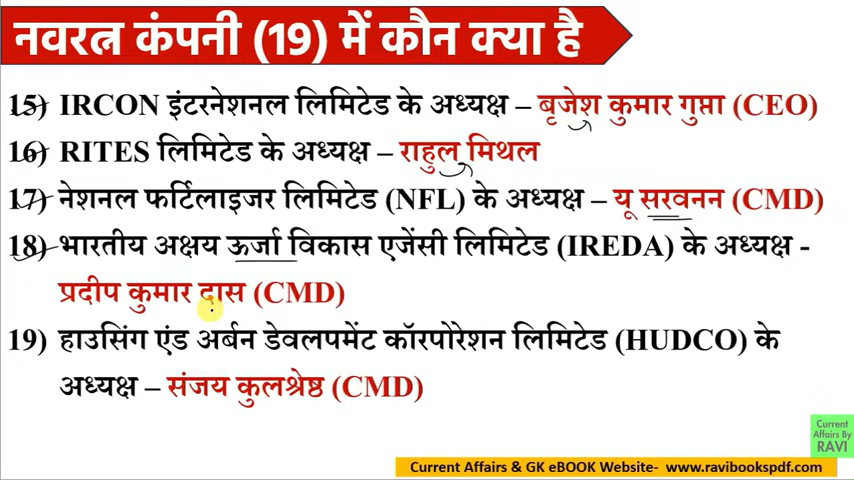 नवरत्न कंपनी (19) में कौन क्या है
15) IRCON इंटरनेशनल लिमिटेड के अध्यक्ष – बृजेश कुमार गुप्ता (CEO)
16) RITES लिमिटेड के अध्यक्ष – राहुल मिथल
17) नेशनल फर्टिलाइजर लिमिटेड (NFL) के अध्यक्ष – यू सरवनन (CMD)
18) भारतीय अक्षय ऊर्जा विकास एजेंसी लिमिटेड (IREDA) के अध्यक्ष -
प्रदीप कुमार दास (CMD)
19) हाउसिंग एंड अर्बन डेवलपमेंट कॉरपोरेशन लिमिटेड (HUDCO) के
अध्यक्ष – संजय कुलश्रेष्ठ (CMD)
Current
Affairs By
RAVI
Current Affairs & GK eBOOK Website- www.ravibookspdf.com